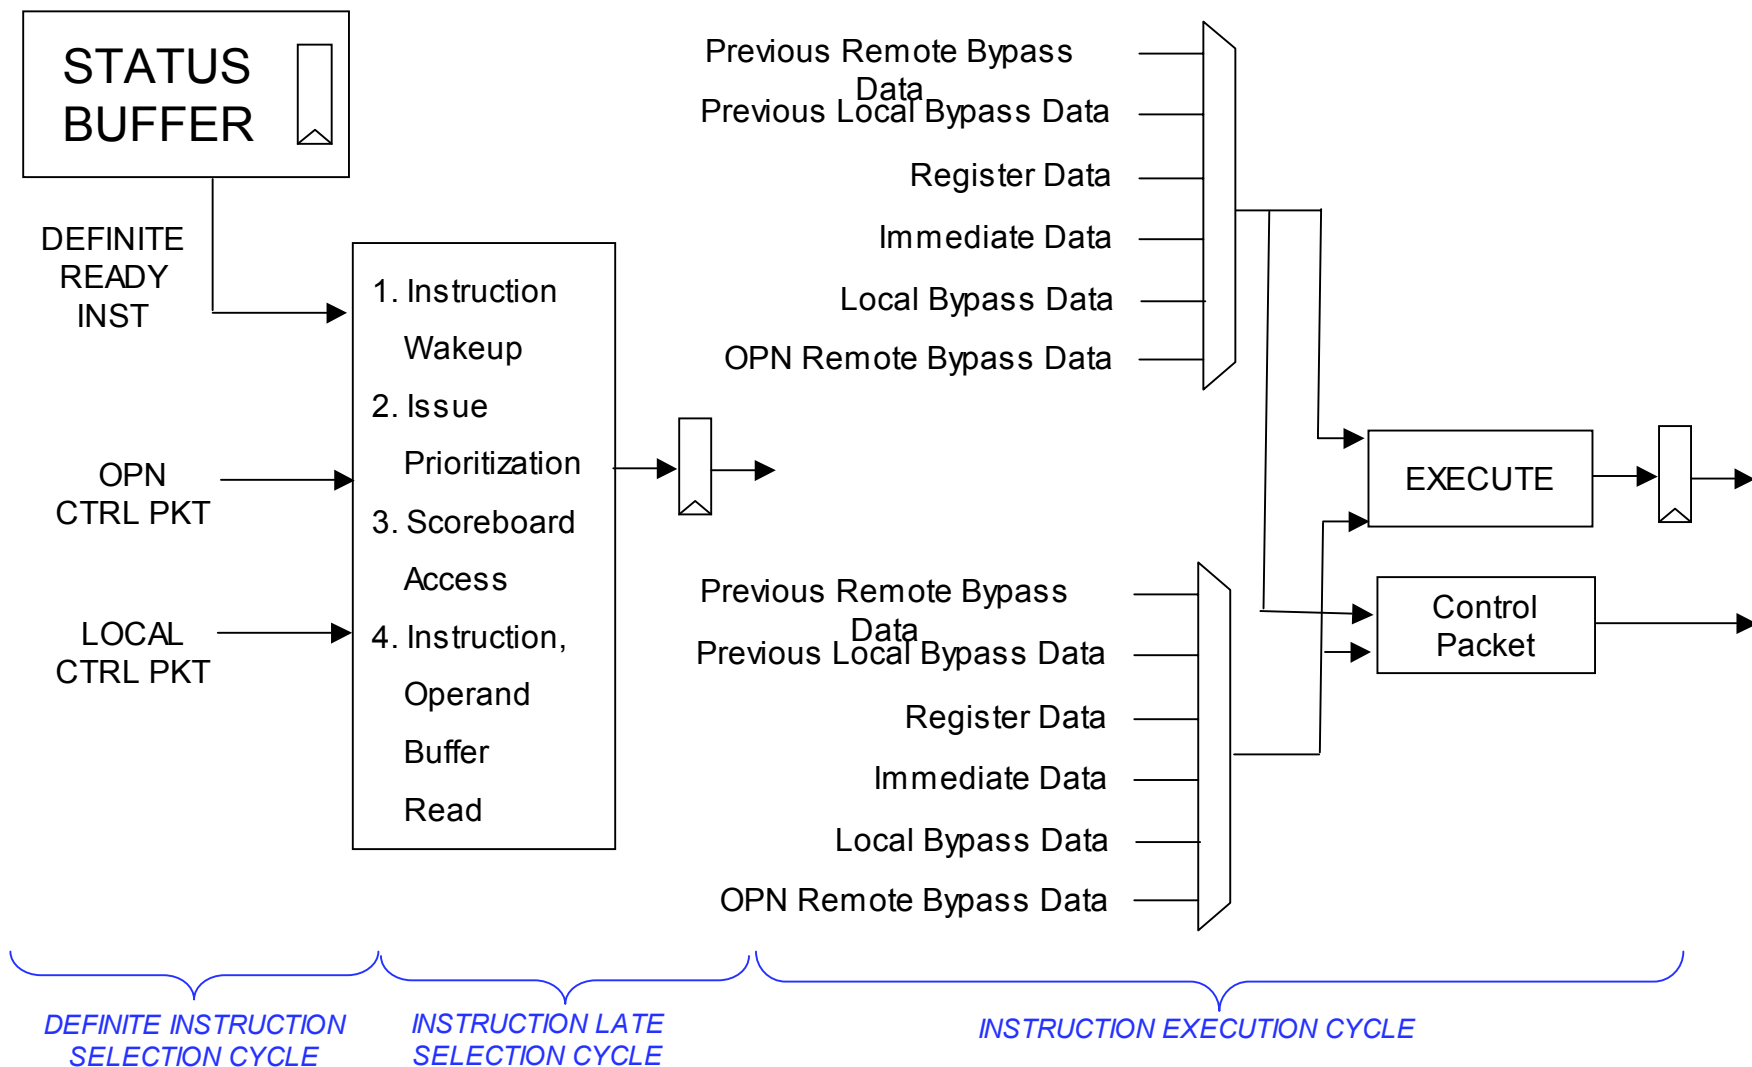 STATUS
BUFFER
DEFINITE
READY
INST
OPN
CTRL PKT
LOCAL
CTRL PKT
1. Instruction
Wakeup
2. Issue
Prioritization
3. Scoreboard
Access
4. Instruction,
Operand
Buffer
Read
Previous Remote Bypass
Data
Previous Local Bypass Data
Register Data
Immediate Data
Local Bypass Data
OPN Remote Bypass Data
Previous Remote Bypass
Data
Previous Local Bypass Data
Register Data
Immediate Data
Local Bypass Data
OPN Remote Bypass Data
EXECUTE
Control
Packet
DEFINITE INSTRUCTION
SELECTION CYCLE
INSTRUCTION LATE
SELECTION CYCLE
INSTRUCTION EXECUTION CYCLE